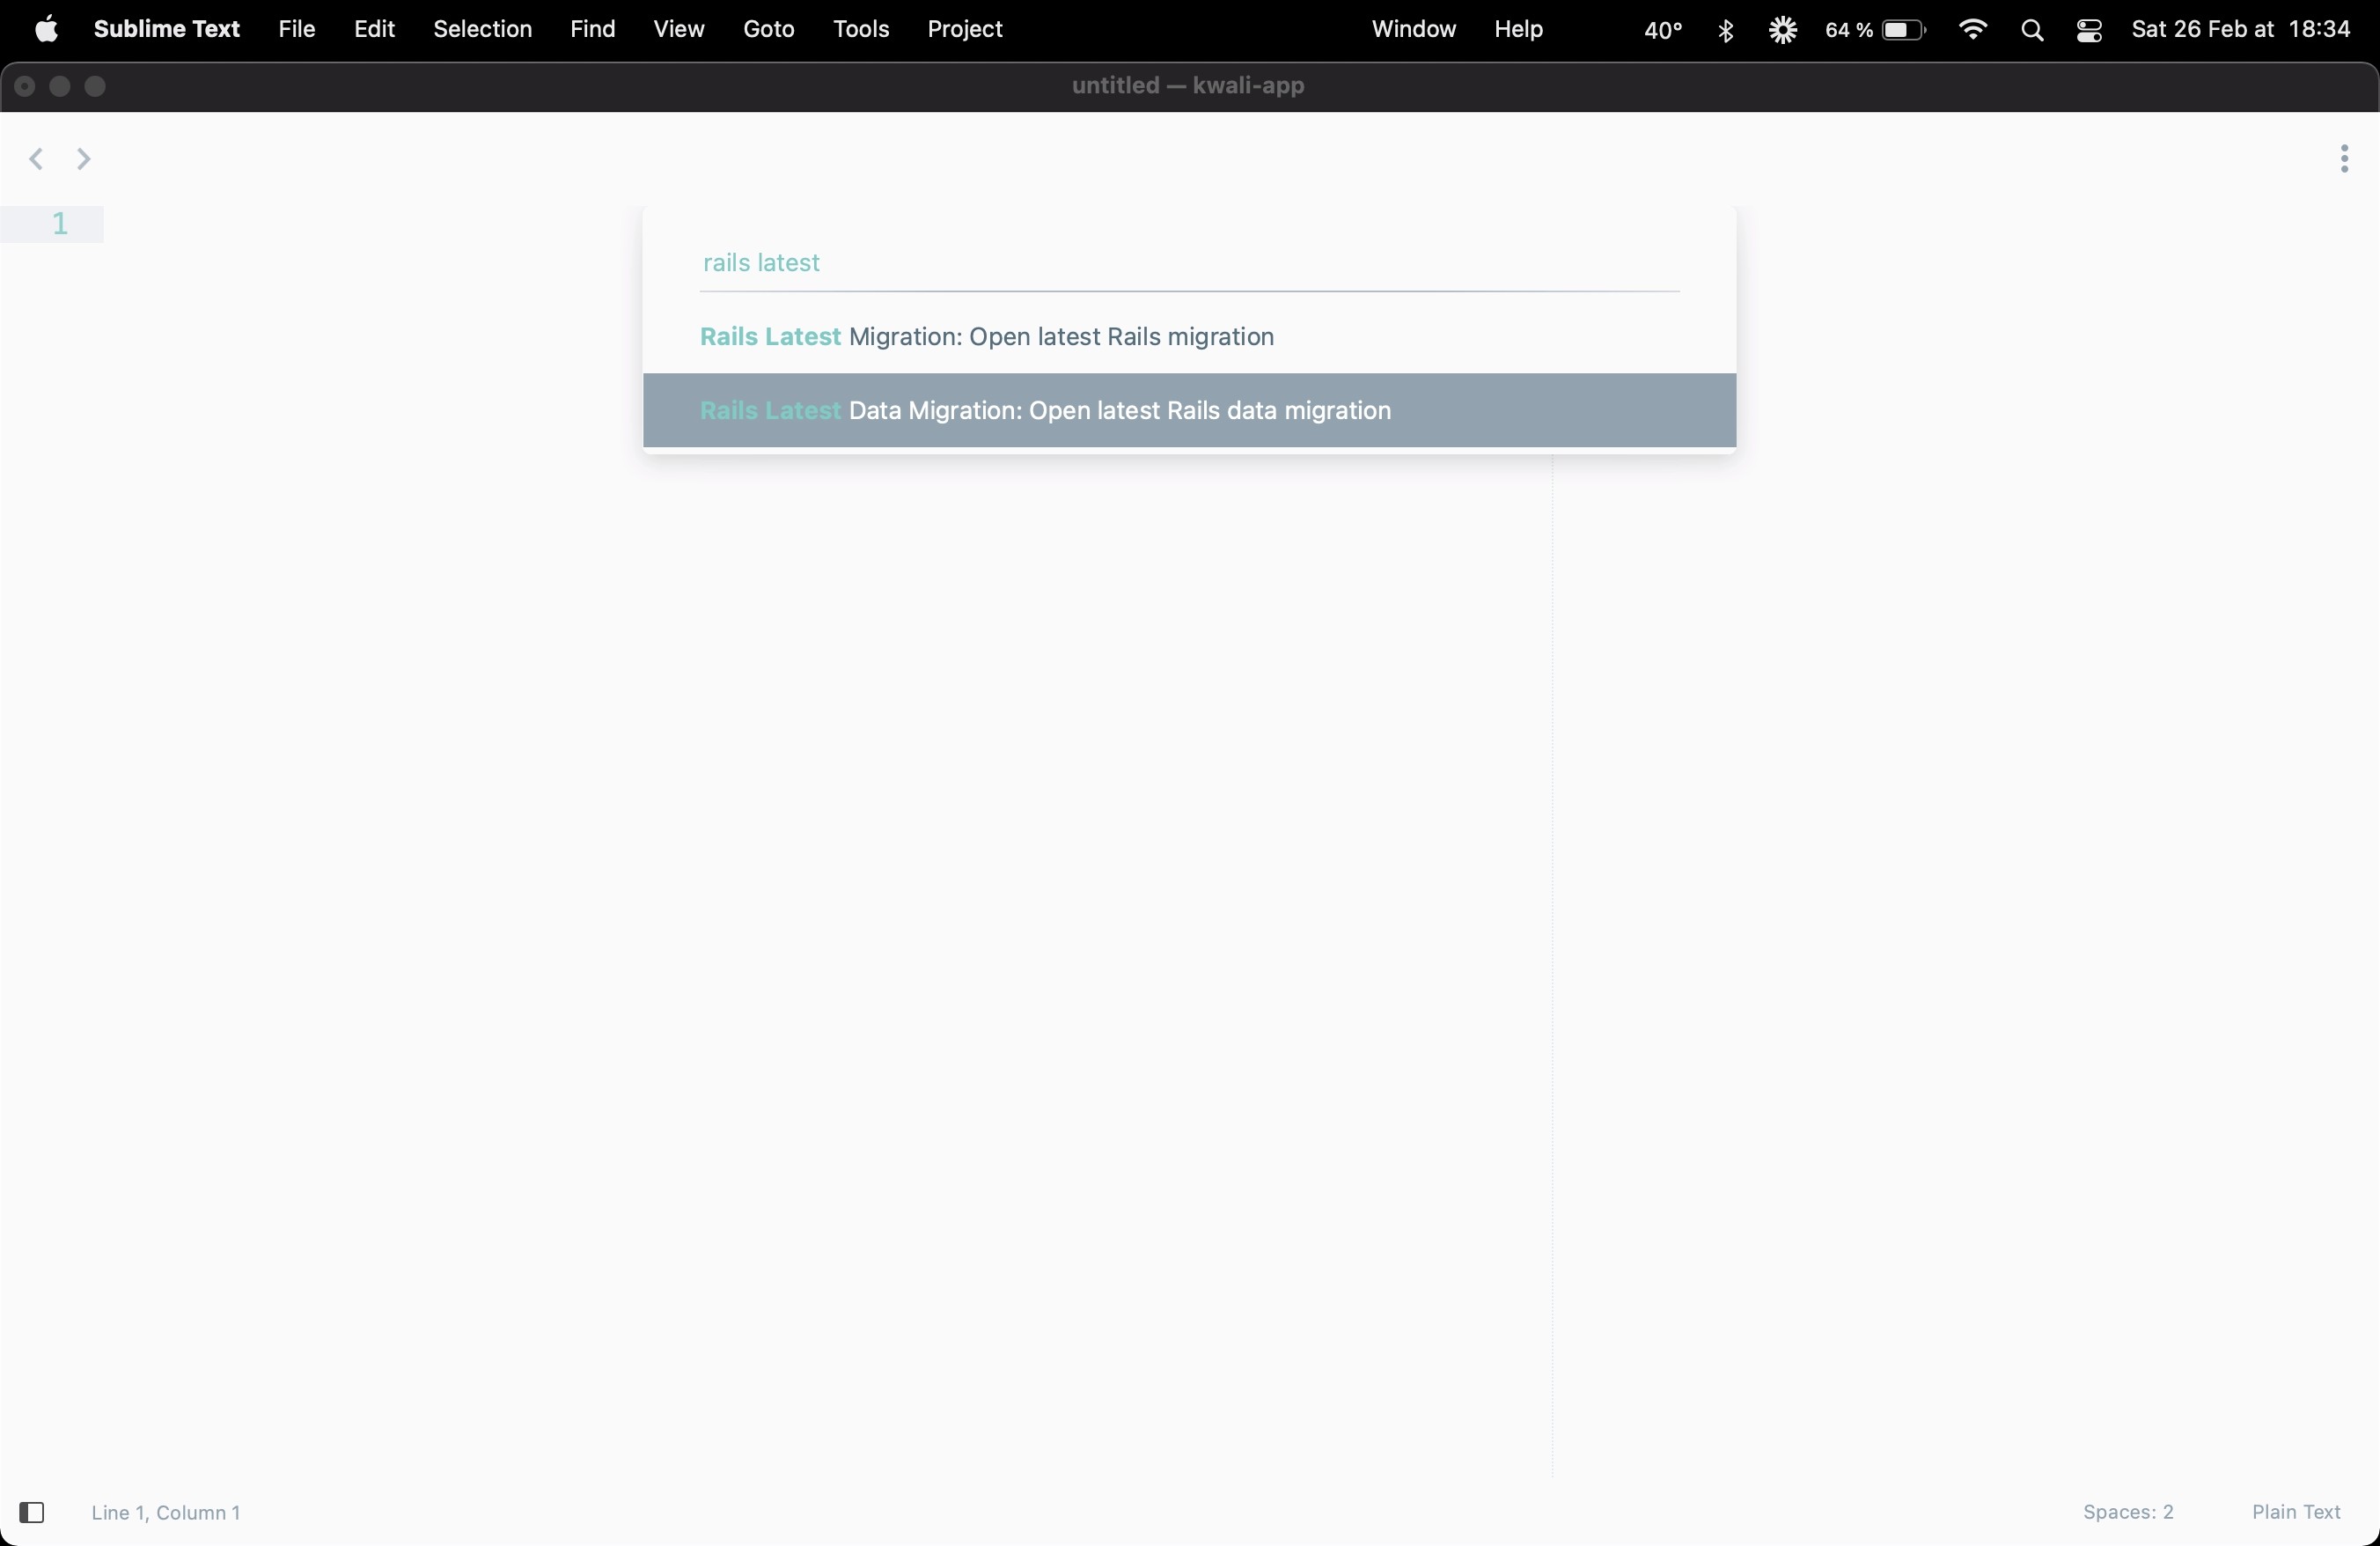 Sublime Text File Edit Selection Find View Goto Tools Project Window Help 40° 64 % Sat 26 Feb at 18:34
untitled — kwali-app
1
rails latest
Rails Latest Migration: Open latest Rails migration
Rails Latest Data Migration: Open latest Rails data migration
Line 1, Column 1 Spaces: 2 Plain Text